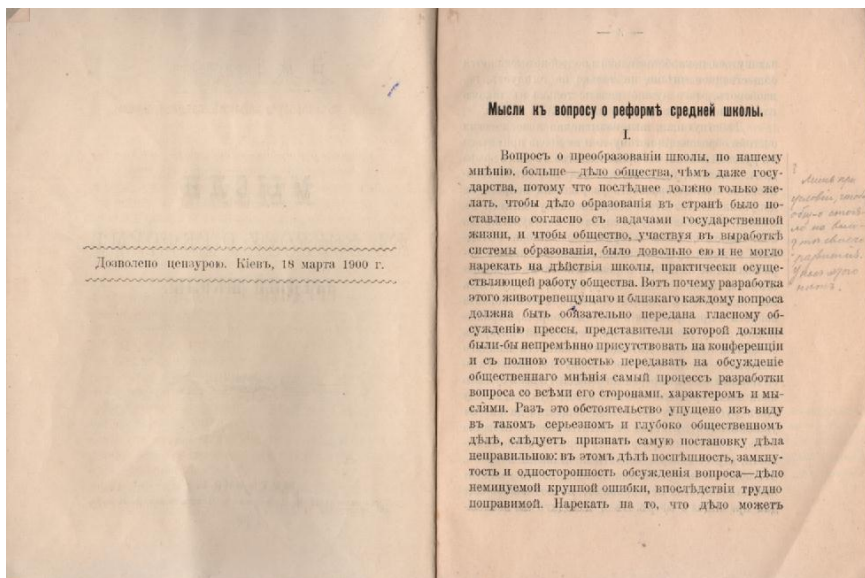 Дозволено цензурою. Кіевъ, 18 марта 1900 г.
Мысли къ вопросу о реформѣ средней школы.
I.
Вопросъ о преобразованіи школы, по нашему
мнѣнію, больше—дѣло общества, чѣмъ даже госу-
дарства, потому что послѣднее должно только же-
лать, чтобы дѣло образованія въ странѣ было по-
ставлено согласно съ задачами государственной
жизни, и чтобы общество, участвуя въ выработкѣ
системы образованія, было довольно ею и не могло
нарекать на дѣйствія школы, практически осуще-
ствляющей работу общества. Вотъ почему разработка
этого животрепещущаго и близкаго каждому вопроса
должна быть обязательно передана гласному об-
сужденію прессы, представители которой должны
были-бы непремѣнно присутствовать на конференціи
и съ полною точностью передавать на обсужденіе
общественнаго мнѣнія самый процессъ разработки
вопроса со всѣми его сторонами, характеромъ и мы-
слями. Разъ это обстоятельство упущено изъ виду
въ такомъ серьезномъ и глубоко общественномъ
дѣлѣ, слѣдуетъ признать самую постановку дѣла
неправильною: въ этомъ дѣлѣ поспѣшность, замкну-
тость и односторонность обсужденія вопроса—дѣло
неминуемой крупной ошибки, впослѣдствіи трудно
поправимой. Нарекать на то, что дѣло можетъ
?
Лишь при